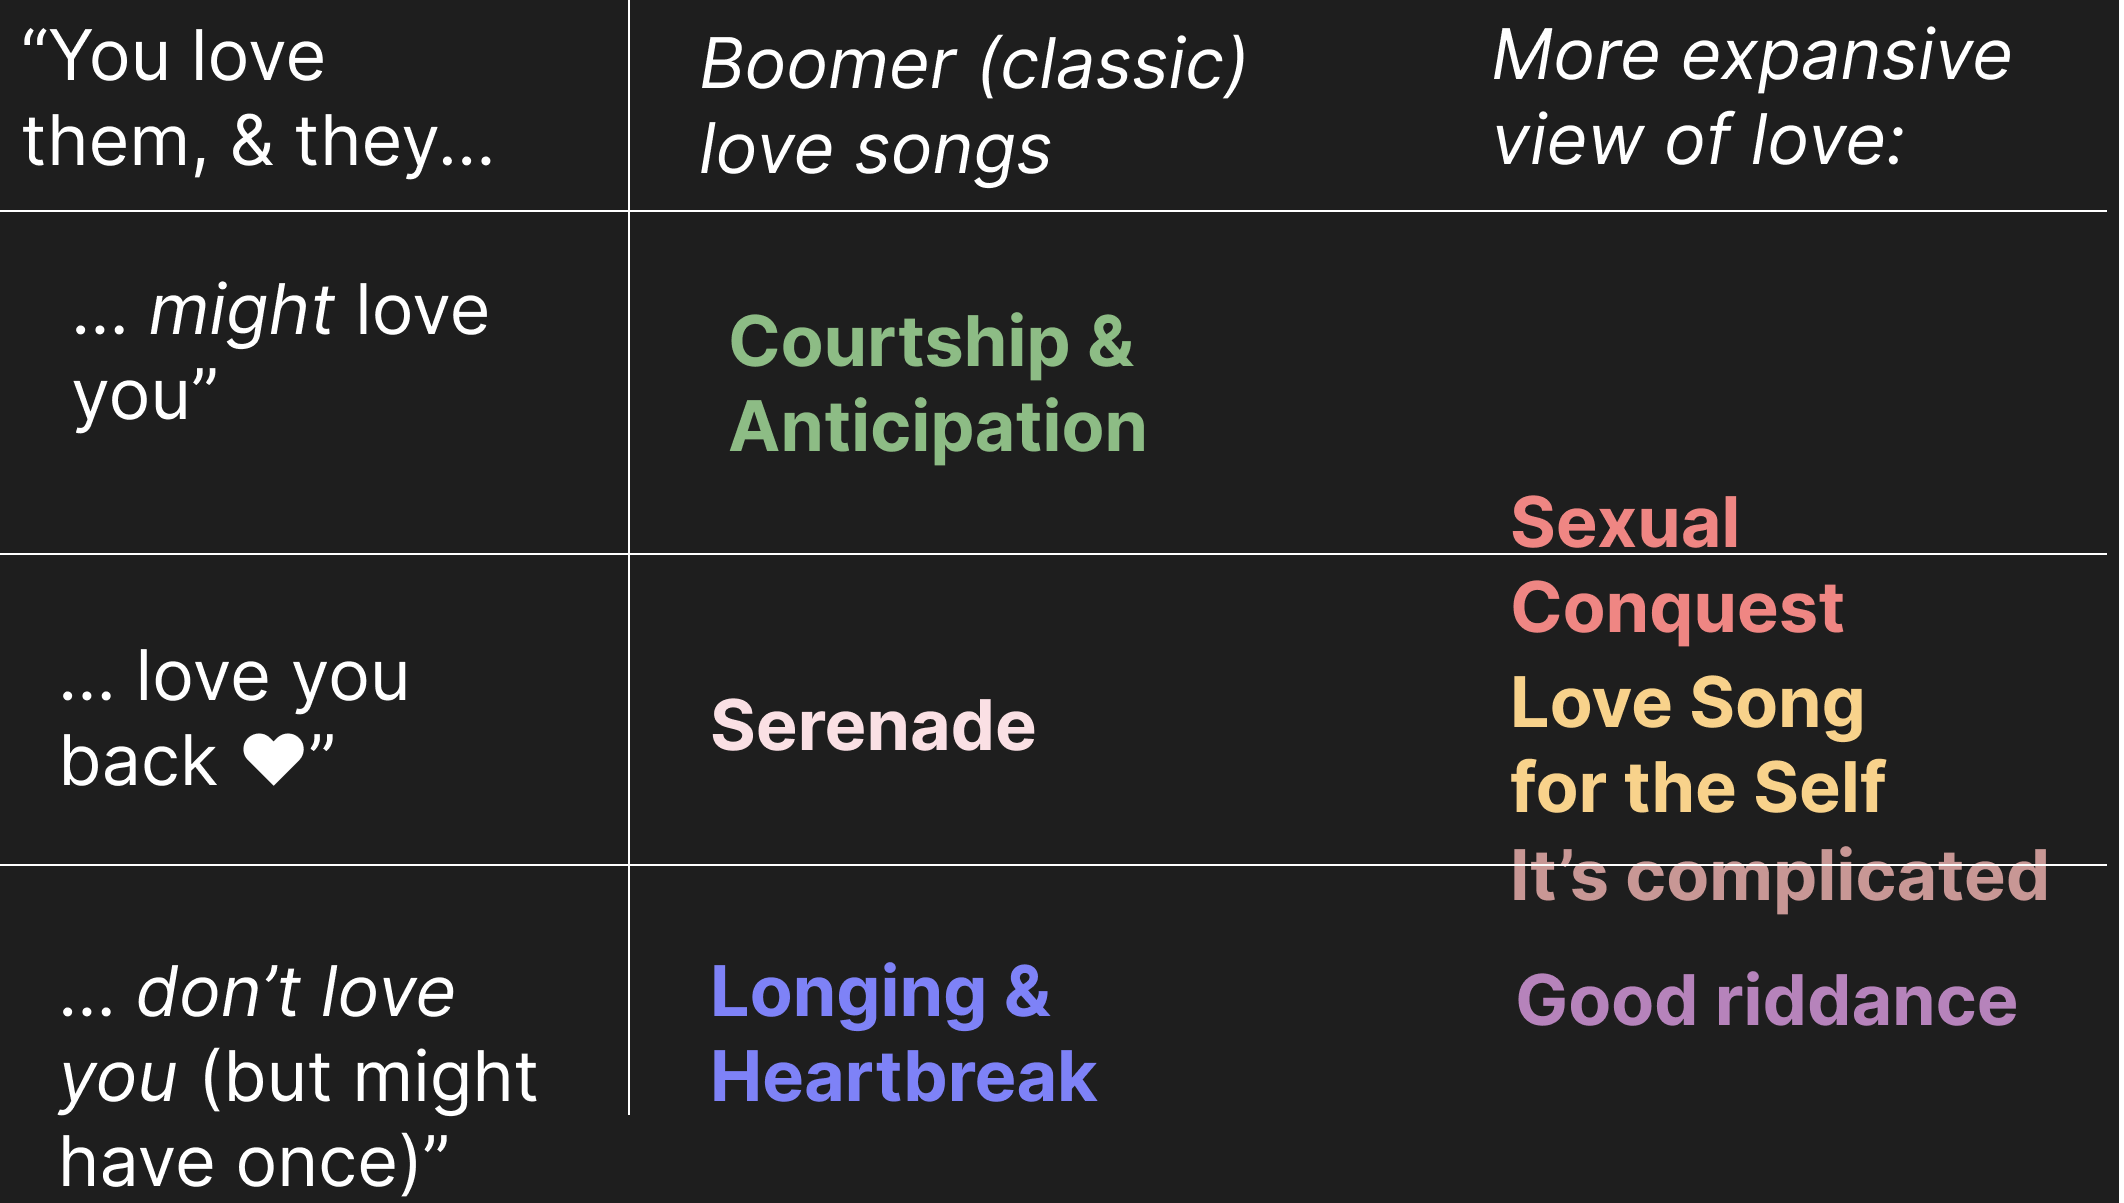 “You love
them, & they...
Boomer (classic)
love songs
More expansive
view of love:
... might love
you”
Courtship &
Anticipation
Sexual
Conquest
... love you
back ♥”
Serenade
Love Song
for the Self
It’s complicated
... don’t love
you (but might
have once)”
Longing &
Heartbreak
Good riddance